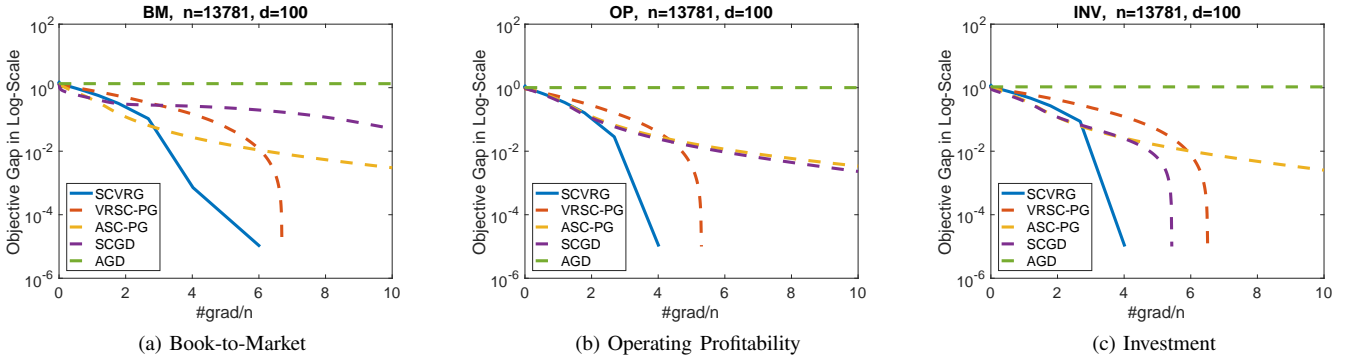 BM, n=13781, d=100
Objective Gap in Log-Scale
10^2
10^0
10^-2
10^-4
10^-6
SCVRG
VRSC-PG
ASC-PG
SCGD
AGD
0 2 4 6 8 10
#grad/n
(a) Book-to-Market
OP, n=13781, d=100
Objective Gap in Log-Scale
10^2
10^0
10^-2
10^-4
10^-6
SCVRG
VRSC-PG
ASC-PG
SCGD
AGD
0 2 4 6 8 10
#grad/n
(b) Operating Profitability
INV, n=13781, d=100
Objective Gap in Log-Scale
10^2
10^0
10^-2
10^-4
10^-6
SCVRG
VRSC-PG
ASC-PG
SCGD
AGD
0 2 4 6 8 10
#grad/n
(c) Investment